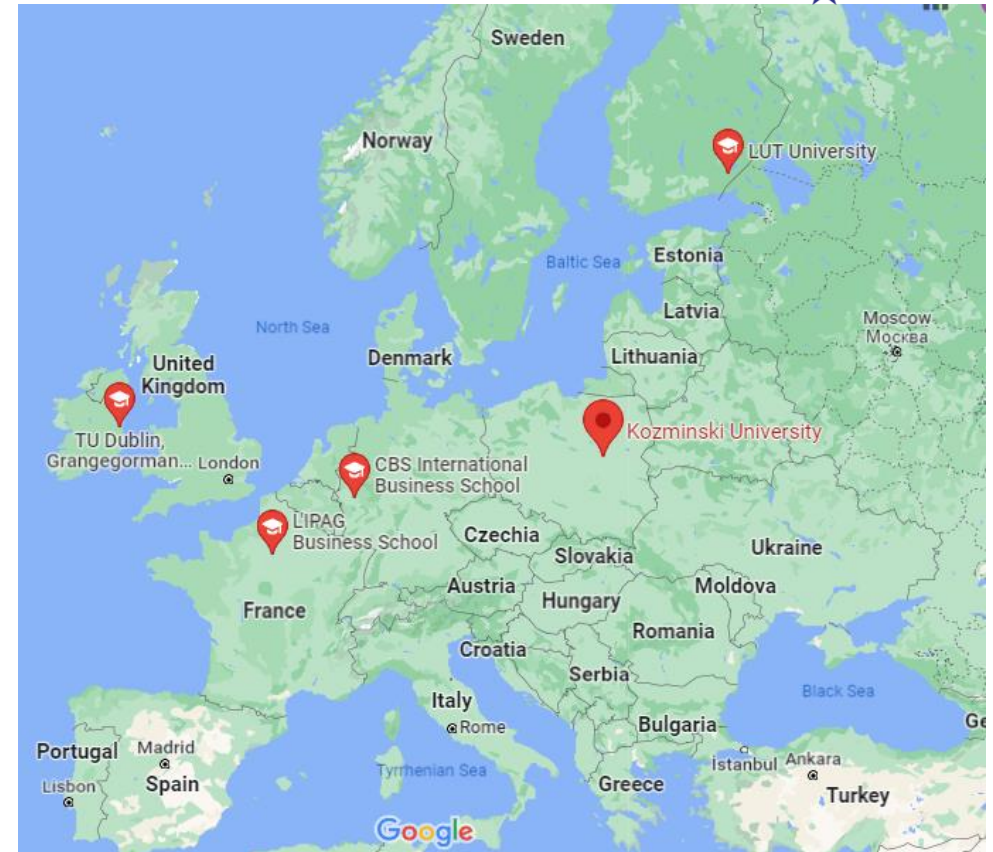 Sweden
Norway
LUT University
Estonia
Baltic Sea
Latvia
Moscow
Москва
North Sea
Denmark
Lithuania
United
Kingdom
TU Dublin,
Grangegorman...
London
Kozminski University
CBS International
Business School
L'IPAG
Business School
Czechia
Slovakia
Ukraine
Austria
Moldova
Hungary
France
Romania
Croatia
Serbia
Black Sea
Italy
Rome
Bulgaria
Ge
Portugal
Madrid
İstanbul
Ankara
Lisbon
Spain
Tyrrhenian Sea
Greece
Turkey
Google